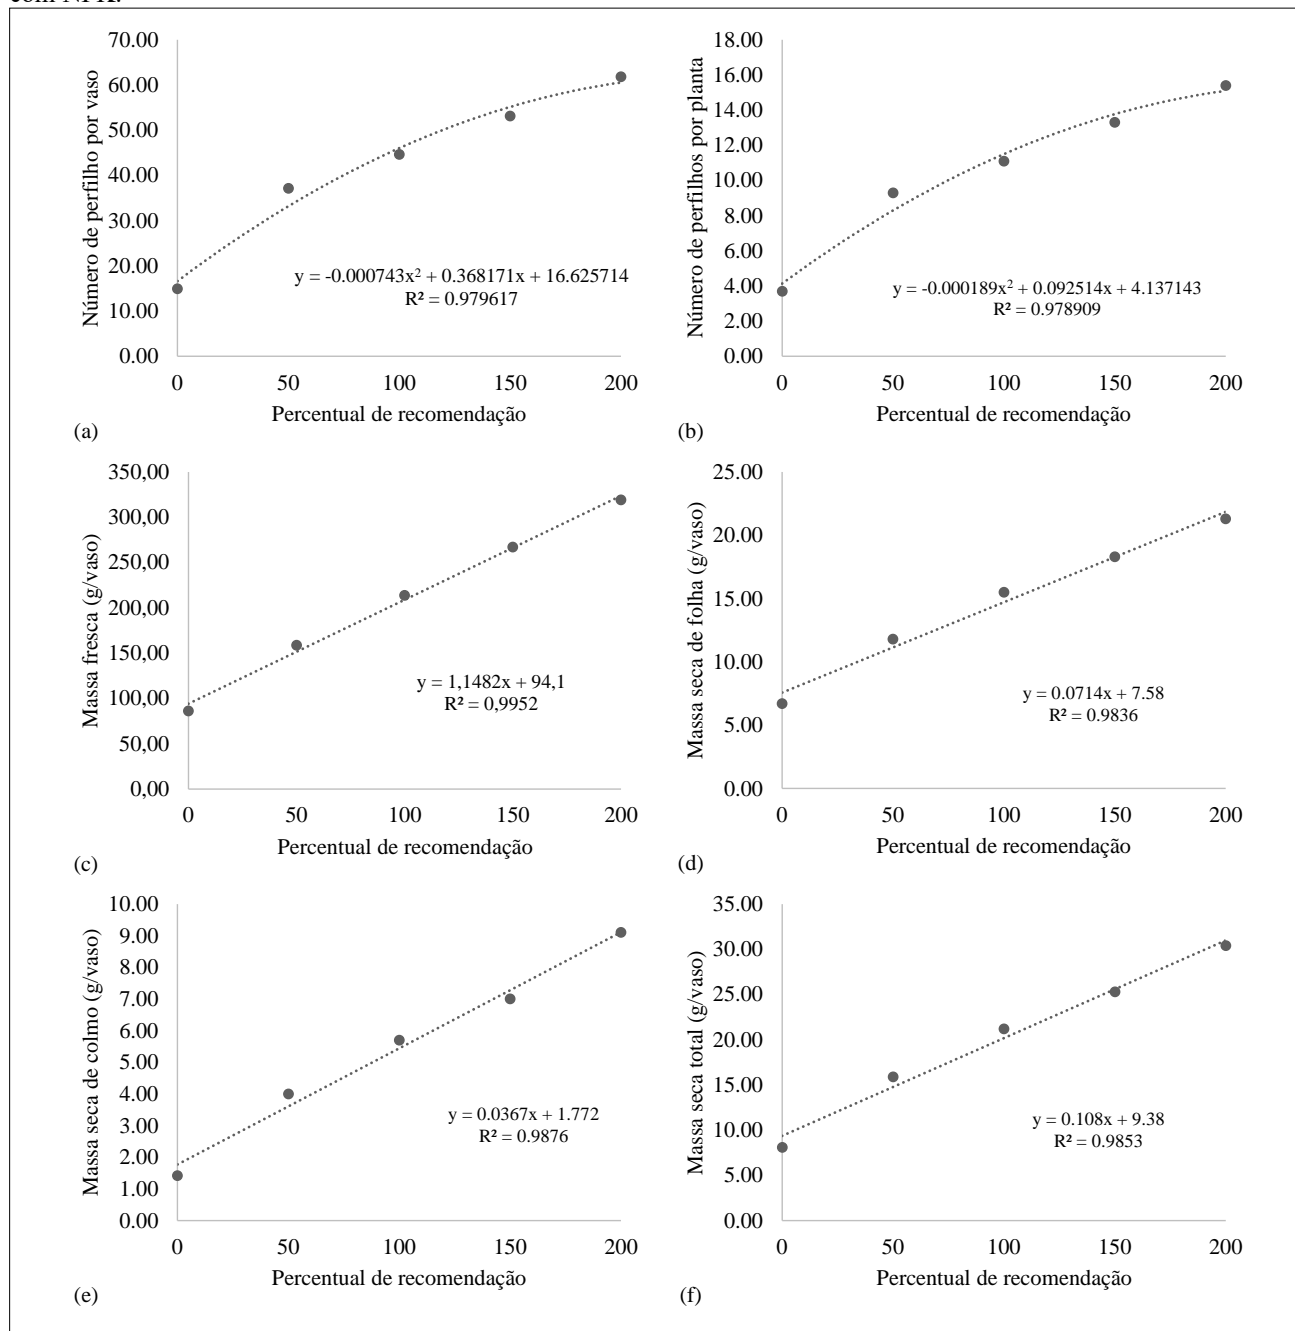 70.00
60.00
50.00
40.00
30.00
20.00
10.00
0.00
Número de perfilho por vaso
y = -0.000743x² + 0.368171x + 16.625714
R² = 0.979617
0 50 100 150 200
Percentual de recomendação
(a)
18.00
16.00
14.00
12.00
10.00
8.00
6.00
4.00
2.00
0.00
Número de perfilhos por planta
y = -0.000189x² + 0.092514x + 4.137143
R² = 0.978909
0 50 100 150 200
Percentual de recomendação
(b)
350,00
300,00
250,00
200,00
150,00
100,00
50,00
0,00
Massa fresca (g/vaso)
y = 1,1482x + 94,1
R² = 0,9952
0 50 100 150 200
Percentual de recomendação
(c)
25.00
20.00
15.00
10.00
5.00
0.00
Massa seca de folha (g/vaso)
y = 0.0714x + 7.58
R² = 0.9836
0 50 100 150 200
Percentual de recomendação
(d)
10.00
9.00
8.00
7.00
6.00
5.00
4.00
3.00
2.00
1.00
0.00
Massa seca de colmo (g/vaso)
y = 0.0367x + 1.772
R² = 0.9876
0 50 100 150 200
Percentual de recomendação
(e)
35.00
30.00
25.00
20.00
15.00
10.00
5.00
0.00
Massa seca total (g/vaso)
y = 0.108x + 9.38
R² = 0.9853
0 50 100 150 200
Percentual de recomendação
(f)